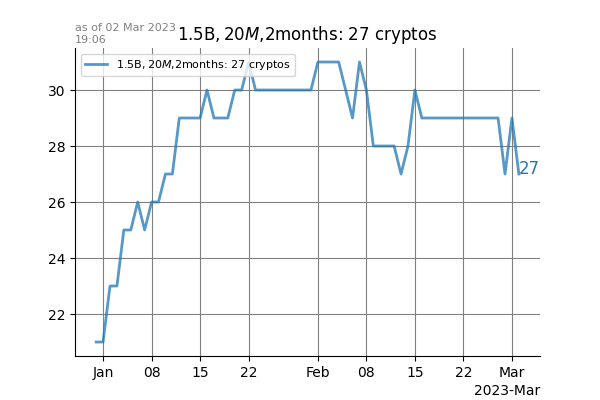 as of 02 Mar 2023
19:06
1.5B, 20M,2months: 27 cryptos
1.5B, 20M,2months: 27 cryptos
30
28
26
24
22
27
Jan 08 15 22 Feb 08 15 22 Mar
2023-Mar